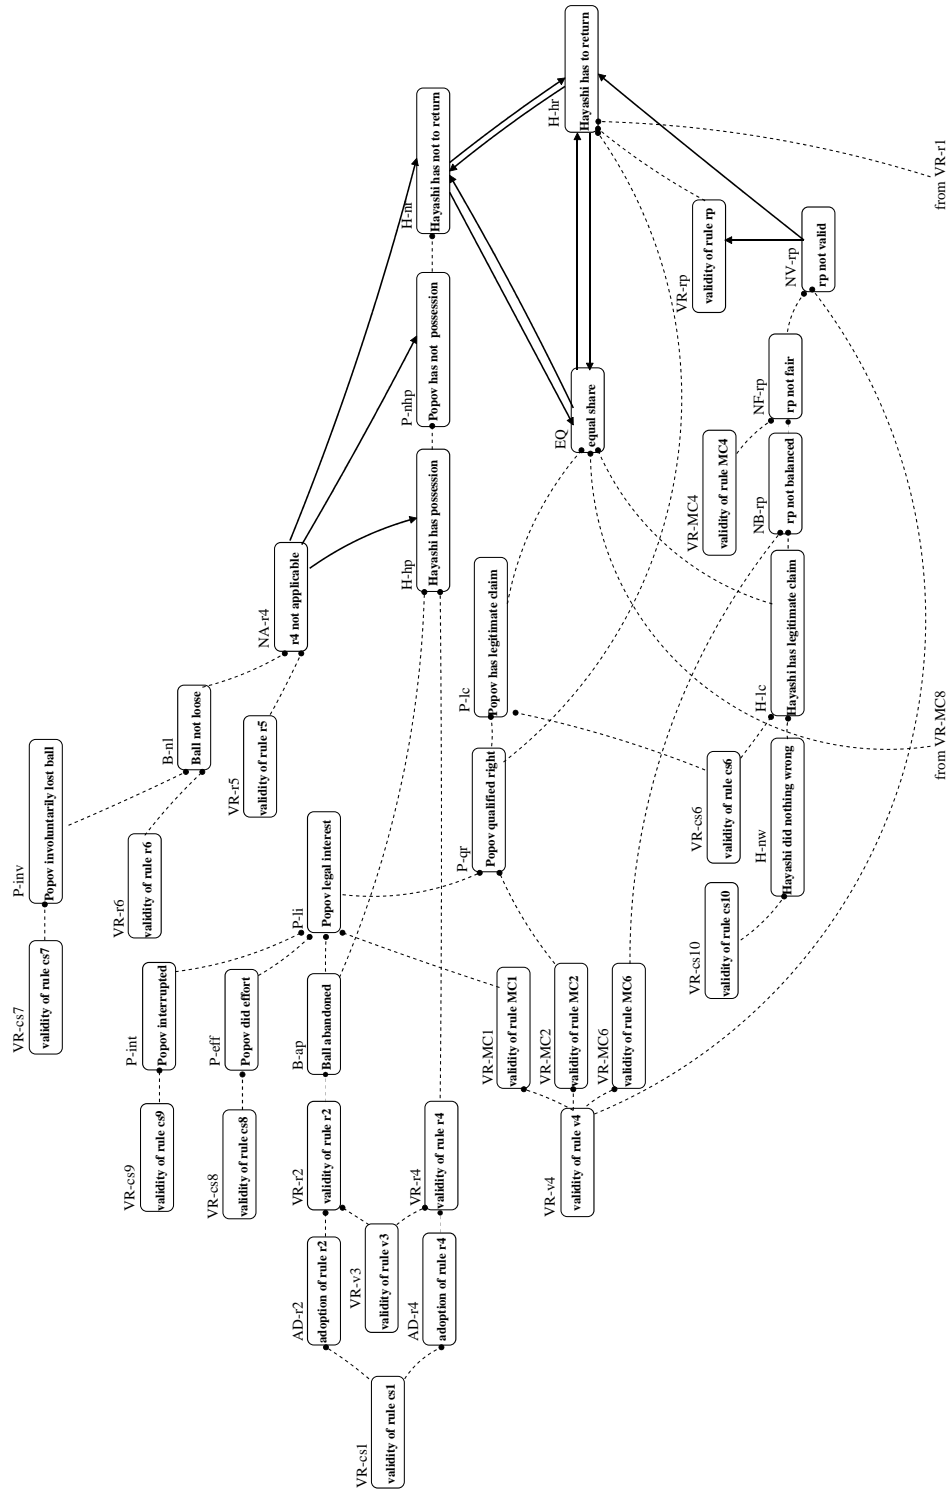 VR-cs7
validity of rule cs7
P-inv
Popov involuntarily lost ball
VR-r6
validity of rule r6
B-nl
Ball not loose
VR-r5
validity of rule r5
NA-r4
r4 not applicable
VR-cs9
validity of rule cs9
P-int
Popov interrupted
VR-cs8
validity of rule cs8
P-eff
Popov did effort
VR-cs1
validity of rule cs1
AD-r2
adoption of rule r2
VR-r2
validity of rule r2
B-ap
Ball abandoned
P-li
Popov legal interest
VR-v3
validity of rule v3
AD-r4
adoption of rule r4
VR-r4
validity of rule r4
H-hp
Hayashi has possession
P-nhp
Popov has not possession
H-nr
Hayashi has not to return
VR-MC1
validity of rule MC1
P-qr
Popov qualified right
P-lc
Popov has legitimate claim
VR-v4
validity of rule v4
VR-MC2
validity of rule MC2
EQ
equal share
H-hr
Hayashi has to return
VR-MC6
validity of rule MC6
VR-cs10
validity of rule cs10
VR-cs6
validity of rule cs6
VR-MC4
validity of rule MC4
VR-rp
validity of rule rp
H-nw
Hayashi did nothing wrong
H-lc
Hayashi has legitimate claim
NB-rp
rp not balanced
NF-rp
rp not fair
NV-rp
rp not valid
from VR-MC8
from VR-r1